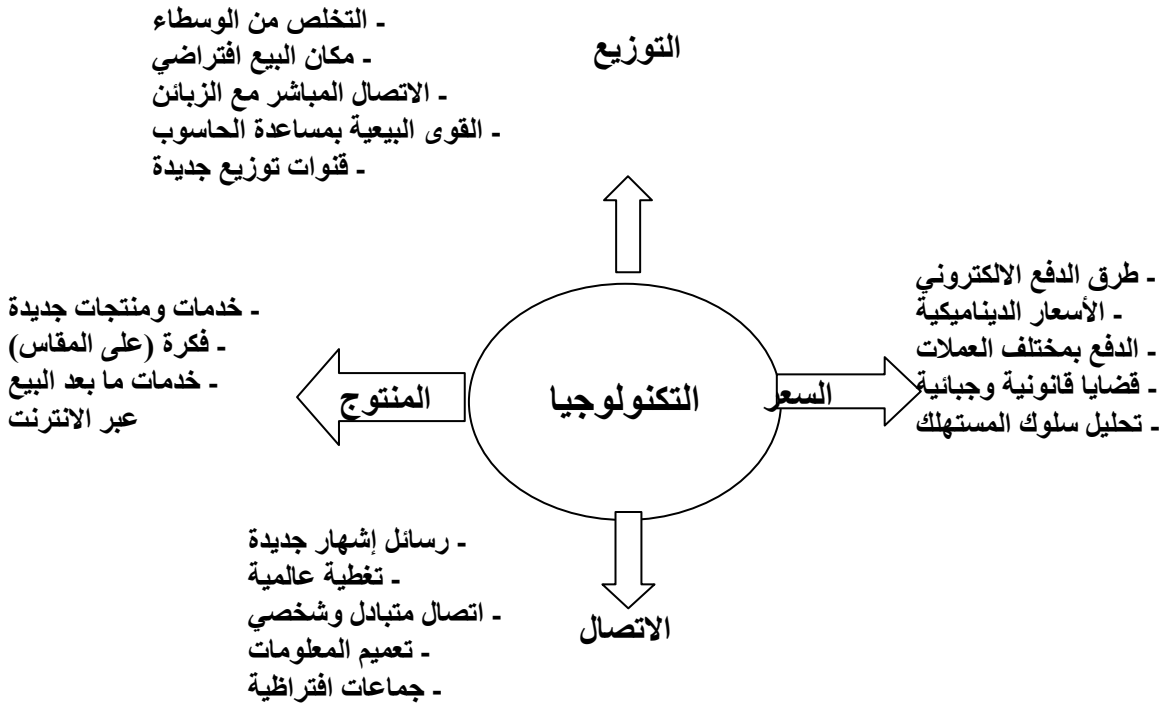 - التخلص من الوسطاء
- مكان البيع افتراضي
- الاتصال المباشر مع الزبائن
- القوى البيعية بمساعدة الحاسوب
- قنوات توزيع جديدة
التوزيع
- طرق الدفع الالكتروني
- الأسعار الديناميكية
- الدفع بمختلف العملات
- قضايا قانونية وجبائية
- تحليل سلوك المستهلك
السعر
التكنولوجيا
المنتوج
- خدمات ومنتجات جديدة
- فكرة (على المقاس)
- خدمات ما بعد البيع
عبر الانترنت
- رسائل إشهار جديدة
- تغطية عالمية
- اتصال متبادل وشخصي
- تعميم المعلومات
- جماعات افتراظية
الاتصال